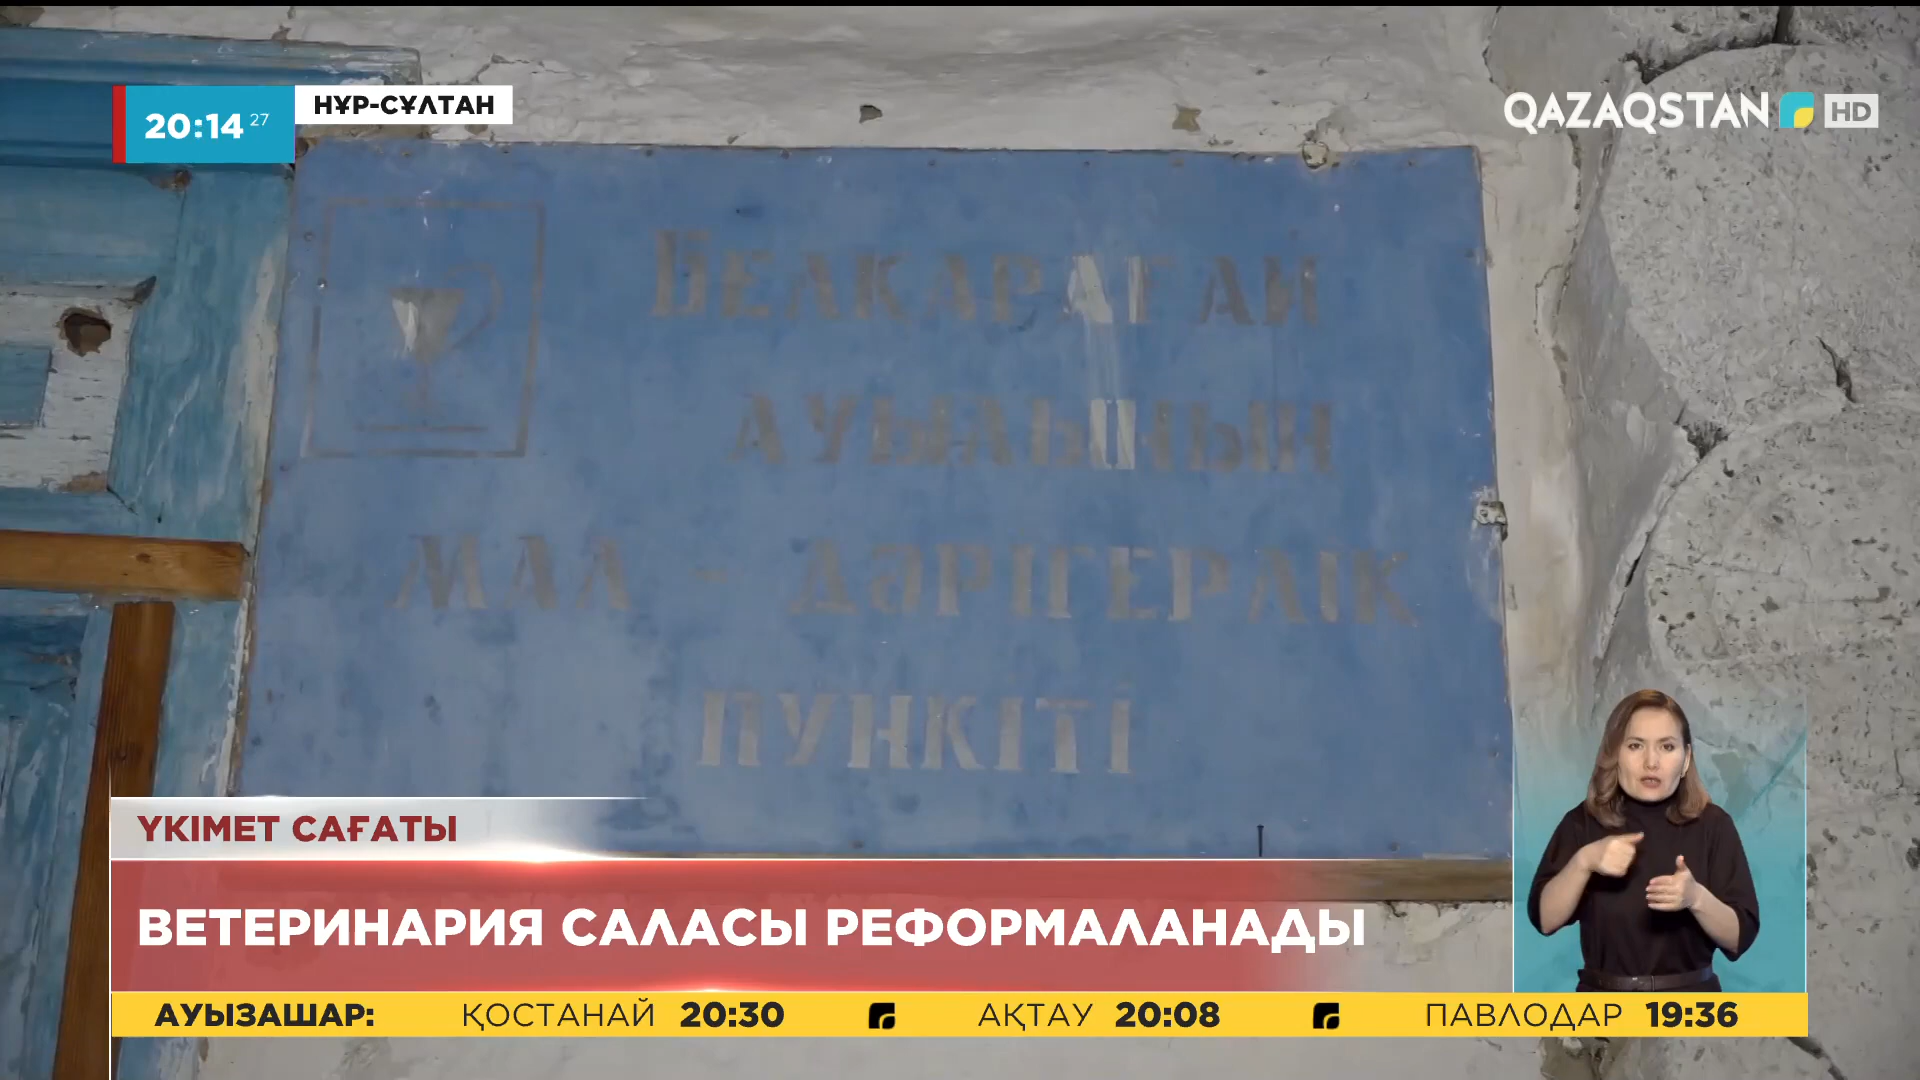 20:14 27
НҰР-СҰЛТАН
QAZAQSTAN HD
БЕЛҚАРАҒАЙ
АУЫЛЫНЫҢ
МАЛ - ДӘРІГЕРЛІК
ПУНКІТІ
ҮКІМЕТ САҒАТЫ
ВЕТЕРИНАРИЯ САЛАСЫ РЕФОРМАЛАНАДЫ
АУЫЗАШАР: ҚОСТАНАЙ 20:30 АҚТАУ 20:08 ПАВЛОДАР 19:36